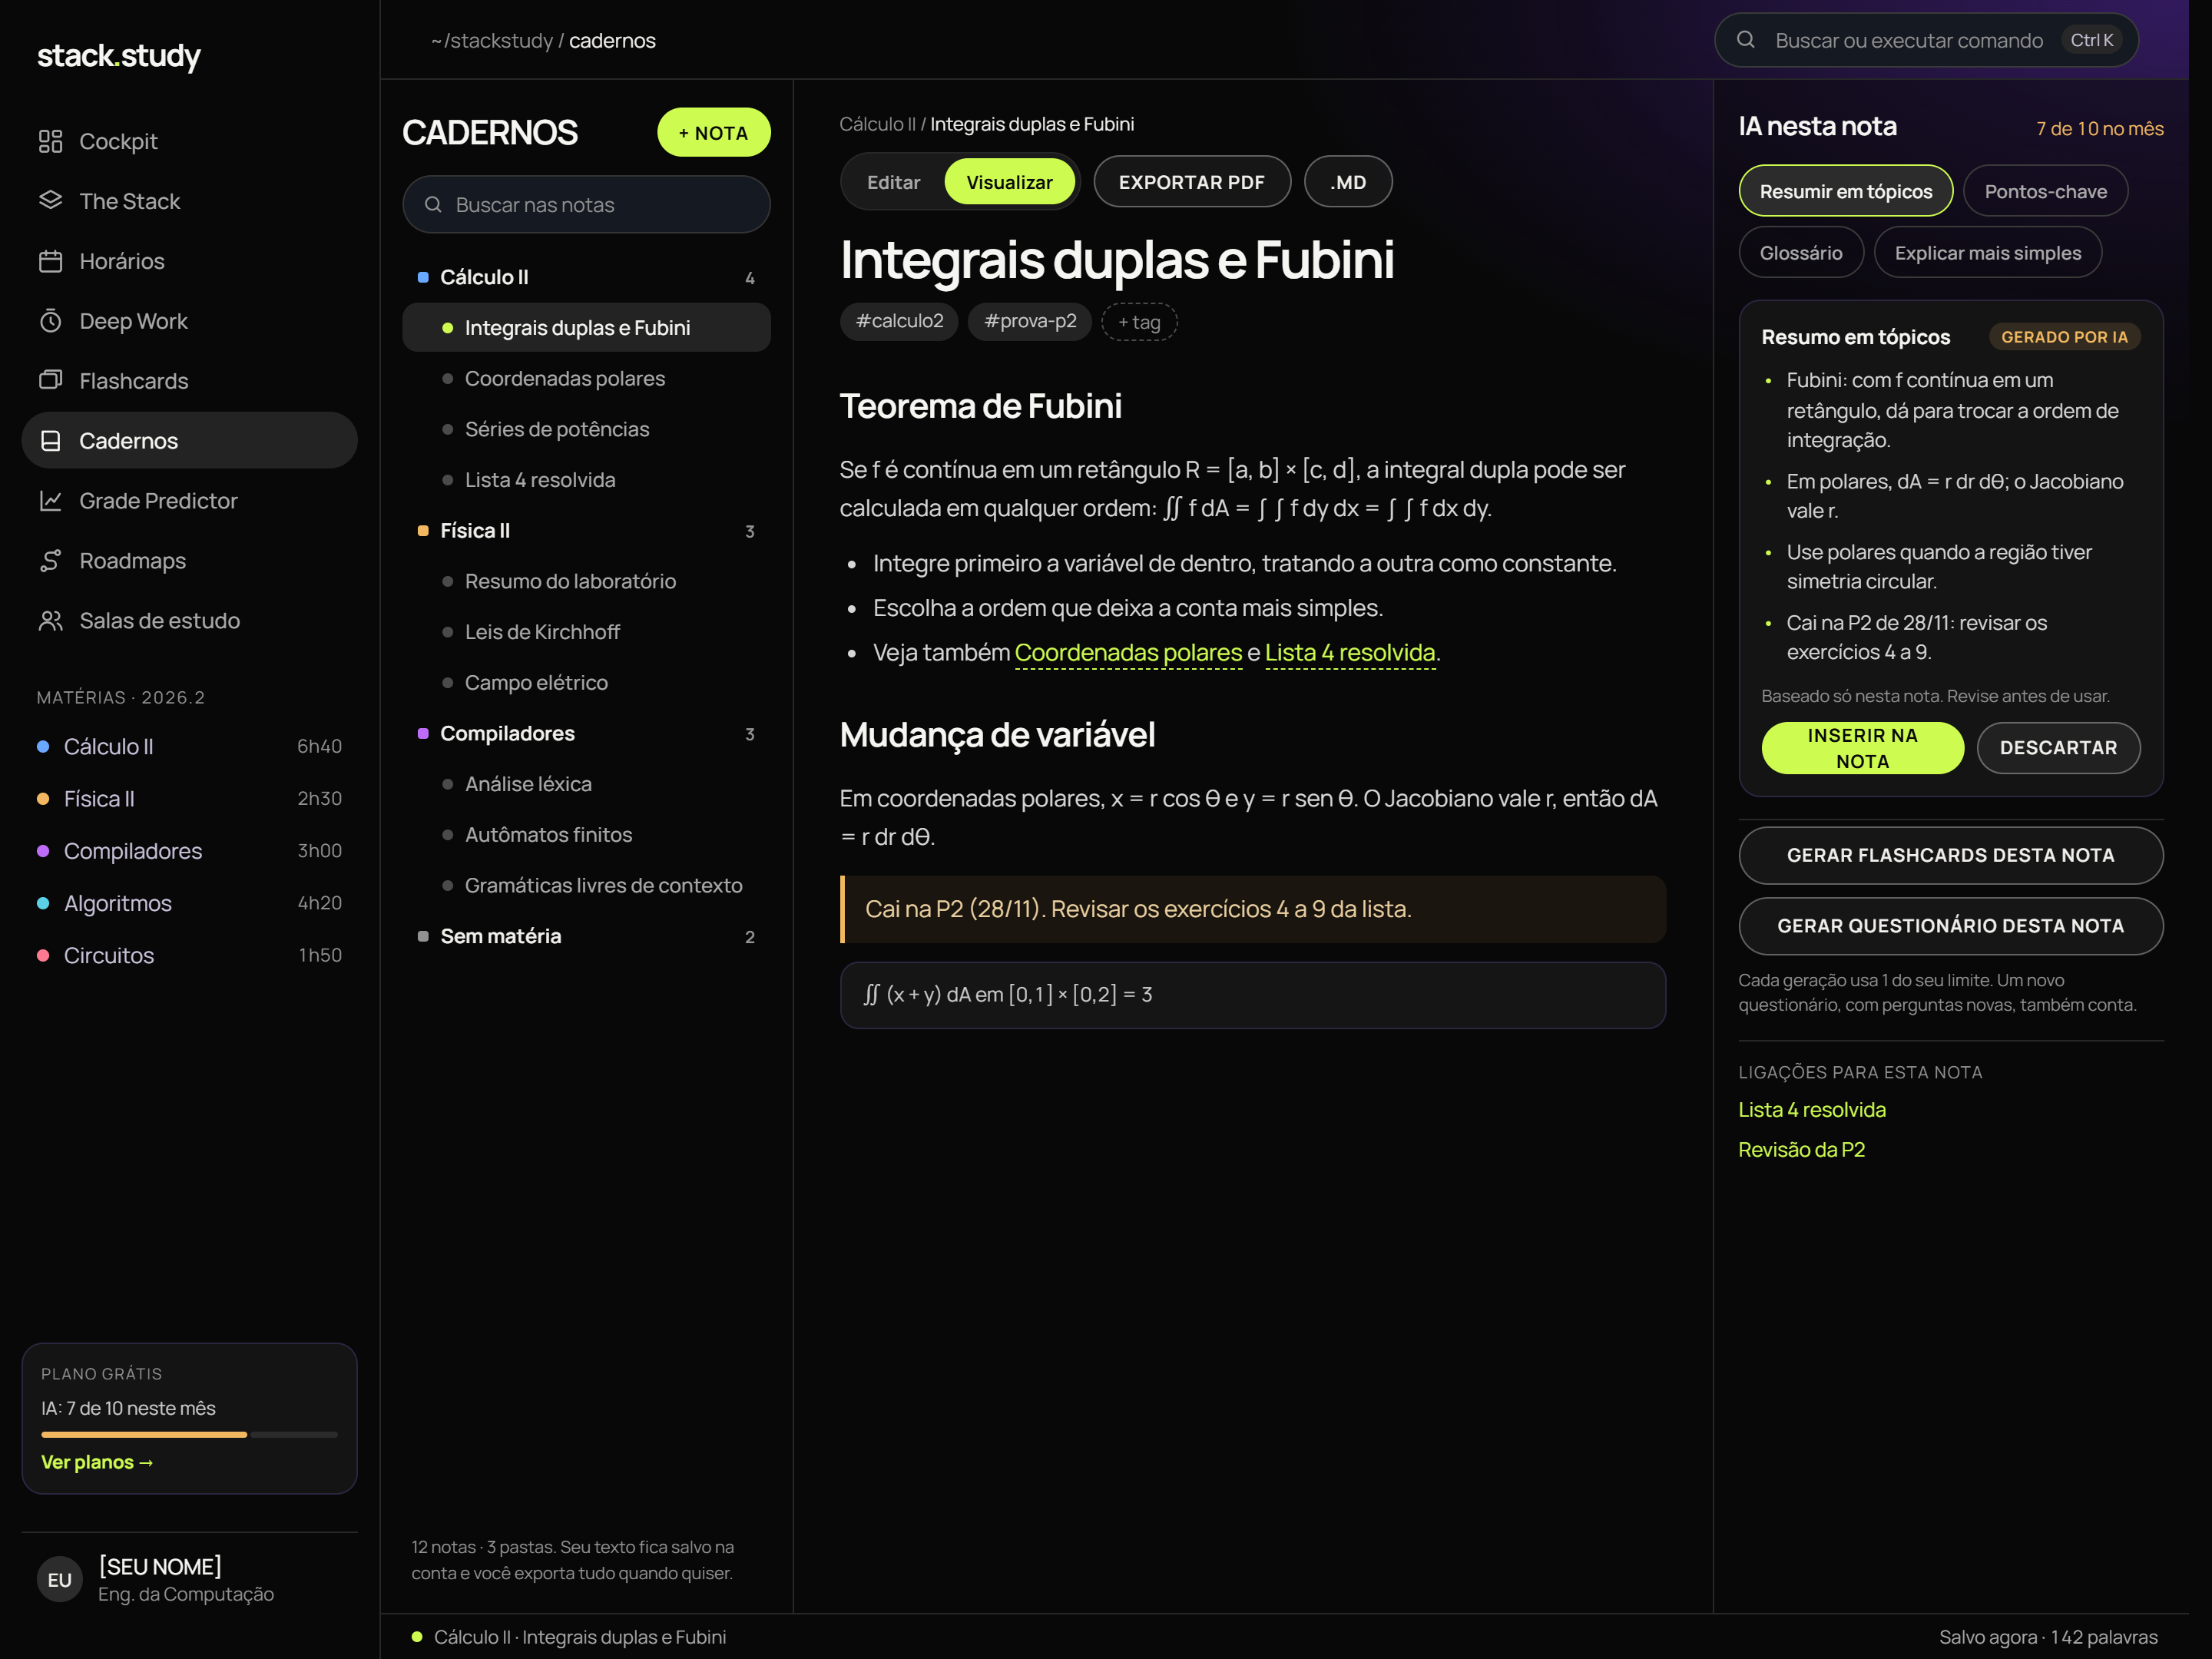 stack.study
Cockpit
The Stack
Horários
Deep Work
Flashcards
Cadernos
Grade Predictor
Roadmaps
Salas de estudo
MATÉRIAS · 2026.2
Cálculo II 6h40
Física II 2h30
Compiladores 3h00
Algoritmos 4h20
Circuitos 1h50
PLANO GRÁTIS
IA: 7 de 10 neste mês
Ver planos →
EU
[SEU NOME]
Eng. da Computação
~/stackstudy / cadernos
Buscar ou executar comando Ctrl K
CADERNOS
+ NOTA
Buscar nas notas
Cálculo II 4
Integrais duplas e Fubini
Coordenadas polares
Séries de potências
Lista 4 resolvida
Física II 3
Resumo do laboratório
Leis de Kirchhoff
Campo elétrico
Compiladores 3
Análise léxica
Autômatos finitos
Gramáticas livres de contexto
Sem matéria 2
12 notas · 3 pastas. Seu texto fica salvo na
conta e você exporta tudo quando quiser.
Cálculo II / Integrais duplas e Fubini
Editar Visualizar EXPORTAR PDF .MD
Integrais duplas e Fubini
#calculo2 #prova-p2 + tag
Teorema de Fubini
Se f é contínua em um retângulo R = [a, b] × [c, d], a integral dupla pode ser
calculada em qualquer ordem: ∬ f dA = ∫ ∫ f dy dx = ∫ ∫ f dx dy.
• Integre primeiro a variável de dentro, tratando a outra como constante.
• Escolha a ordem que deixa a conta mais simples.
• Veja também Coordenadas polares e Lista 4 resolvida.
Mudança de variável
Em coordenadas polares, x = r cos θ e y = r sen θ. O Jacobiano vale r, então dA
= r dr dθ.
Cai na P2 (28/11). Revisar os exercícios 4 a 9 da lista.
∬ (x + y) dA em [0,1] × [0,2] = 3
IA nesta nota
7 de 10 no mês
Resumir em tópicos Pontos-chave
Glossário Explicar mais simples
Resumo em tópicos GERADO POR IA
• Fubini: com f contínua em um
retângulo, dá para trocar a ordem de
integração.
• Em polares, dA = r dr dθ; o Jacobiano
vale r.
• Use polares quando a região tiver
simetria circular.
• Cai na P2 de 28/11: revisar os
exercícios 4 a 9.
Baseado só nesta nota. Revise antes de usar.
INSERIR NA
NOTA
DESCARTAR
GERAR FLASHCARDS DESTA NOTA
GERAR QUESTIONÁRIO DESTA NOTA
Cada geração usa 1 do seu limite. Um novo
questionário, com perguntas novas, também conta.
LIGAÇÕES PARA ESTA NOTA
Lista 4 resolvida
Revisão da P2
Cálculo II · Integrais duplas e Fubini
Salvo agora · 142 palavras